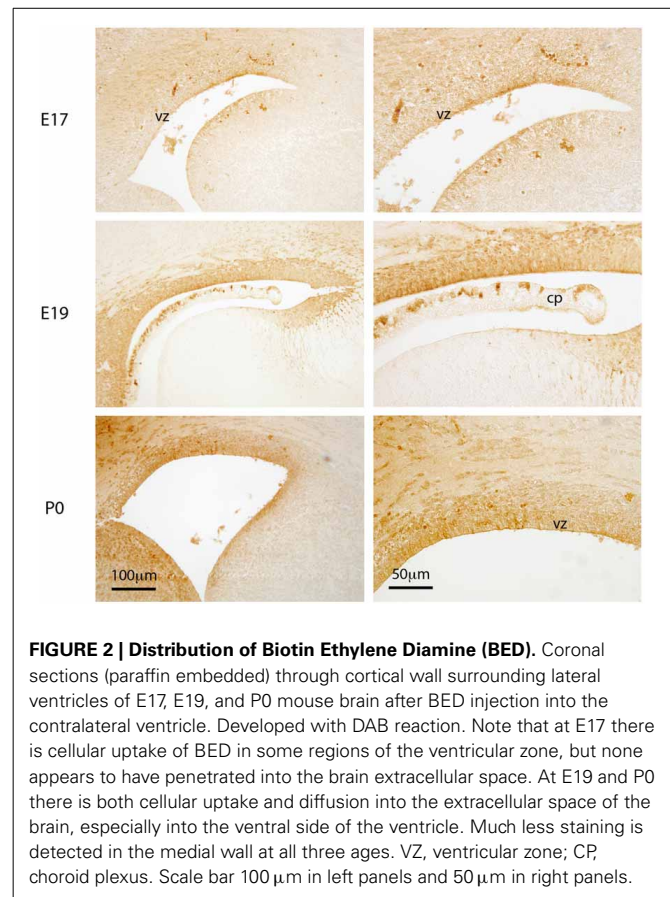 E17
vz
vz
E19
cp
P0
vz
100µm
50µm
FIGURE 2 | Distribution of Biotin Ethylene Diamine (BED). Coronal
sections (paraffin embedded) through cortical wall surrounding lateral
ventricles of E17, E19, and P0 mouse brain after BED injection into the
contralateral ventricle. Developed with DAB reaction. Note that at E17 there
is cellular uptake of BED in some regions of the ventricular zone, but none
appears to have penetrated into the brain extracellular space. At E19 and P0
there is both cellular uptake and diffusion into the extracellular space of the
brain, especially into the ventral side of the ventricle. Much less staining is
detected in the medial wall at all three ages. VZ, ventricular zone; CP,
choroid plexus. Scale bar 100 µm in left panels and 50 µm in right panels.